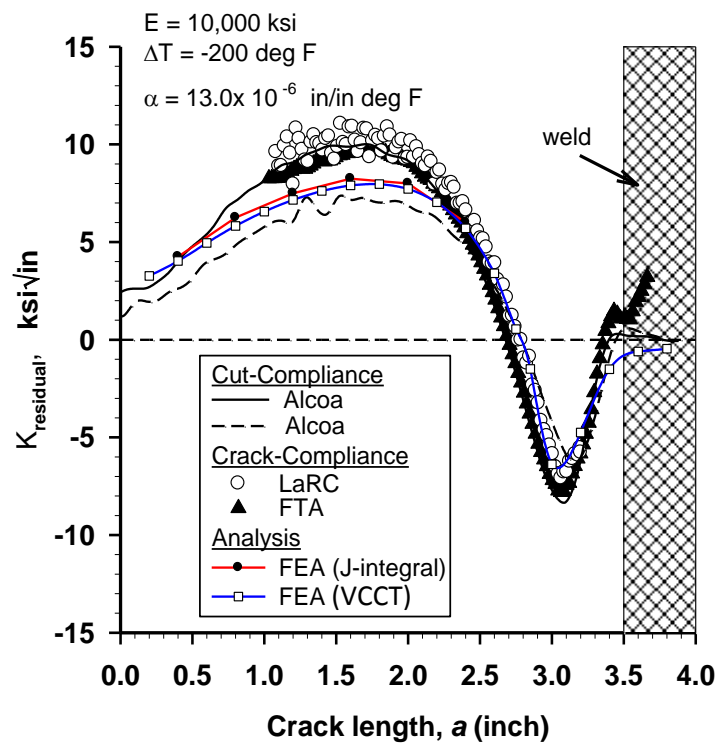 E = 10,000 ksi
ΔT = -200 deg F
α = 13.0x 10⁻⁶ in/in deg F
weld
15
10
5
0
-5
-10
-15
K_residual, ksi√in
Cut-Compliance
Alcoa
Alcoa
Crack-Compliance
LaRC
FTA
Analysis
FEA (J-integral)
FEA (VCCT)
0.0 0.5 1.0 1.5 2.0 2.5 3.0 3.5 4.0
Crack length, a (inch)